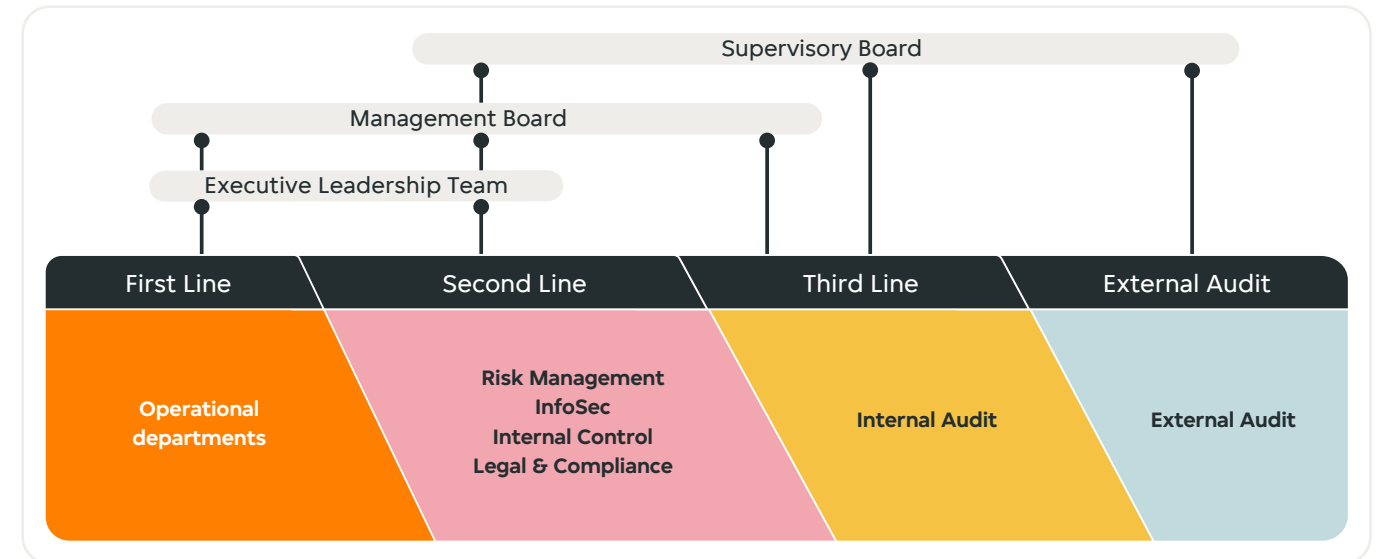 Supervisory Board
Management Board
Executive Leadership Team
First Line
Second Line
Third Line
External Audit
Operational
departments
Risk Management
InfoSec
Internal Control
Legal & Compliance
Internal Audit
External Audit